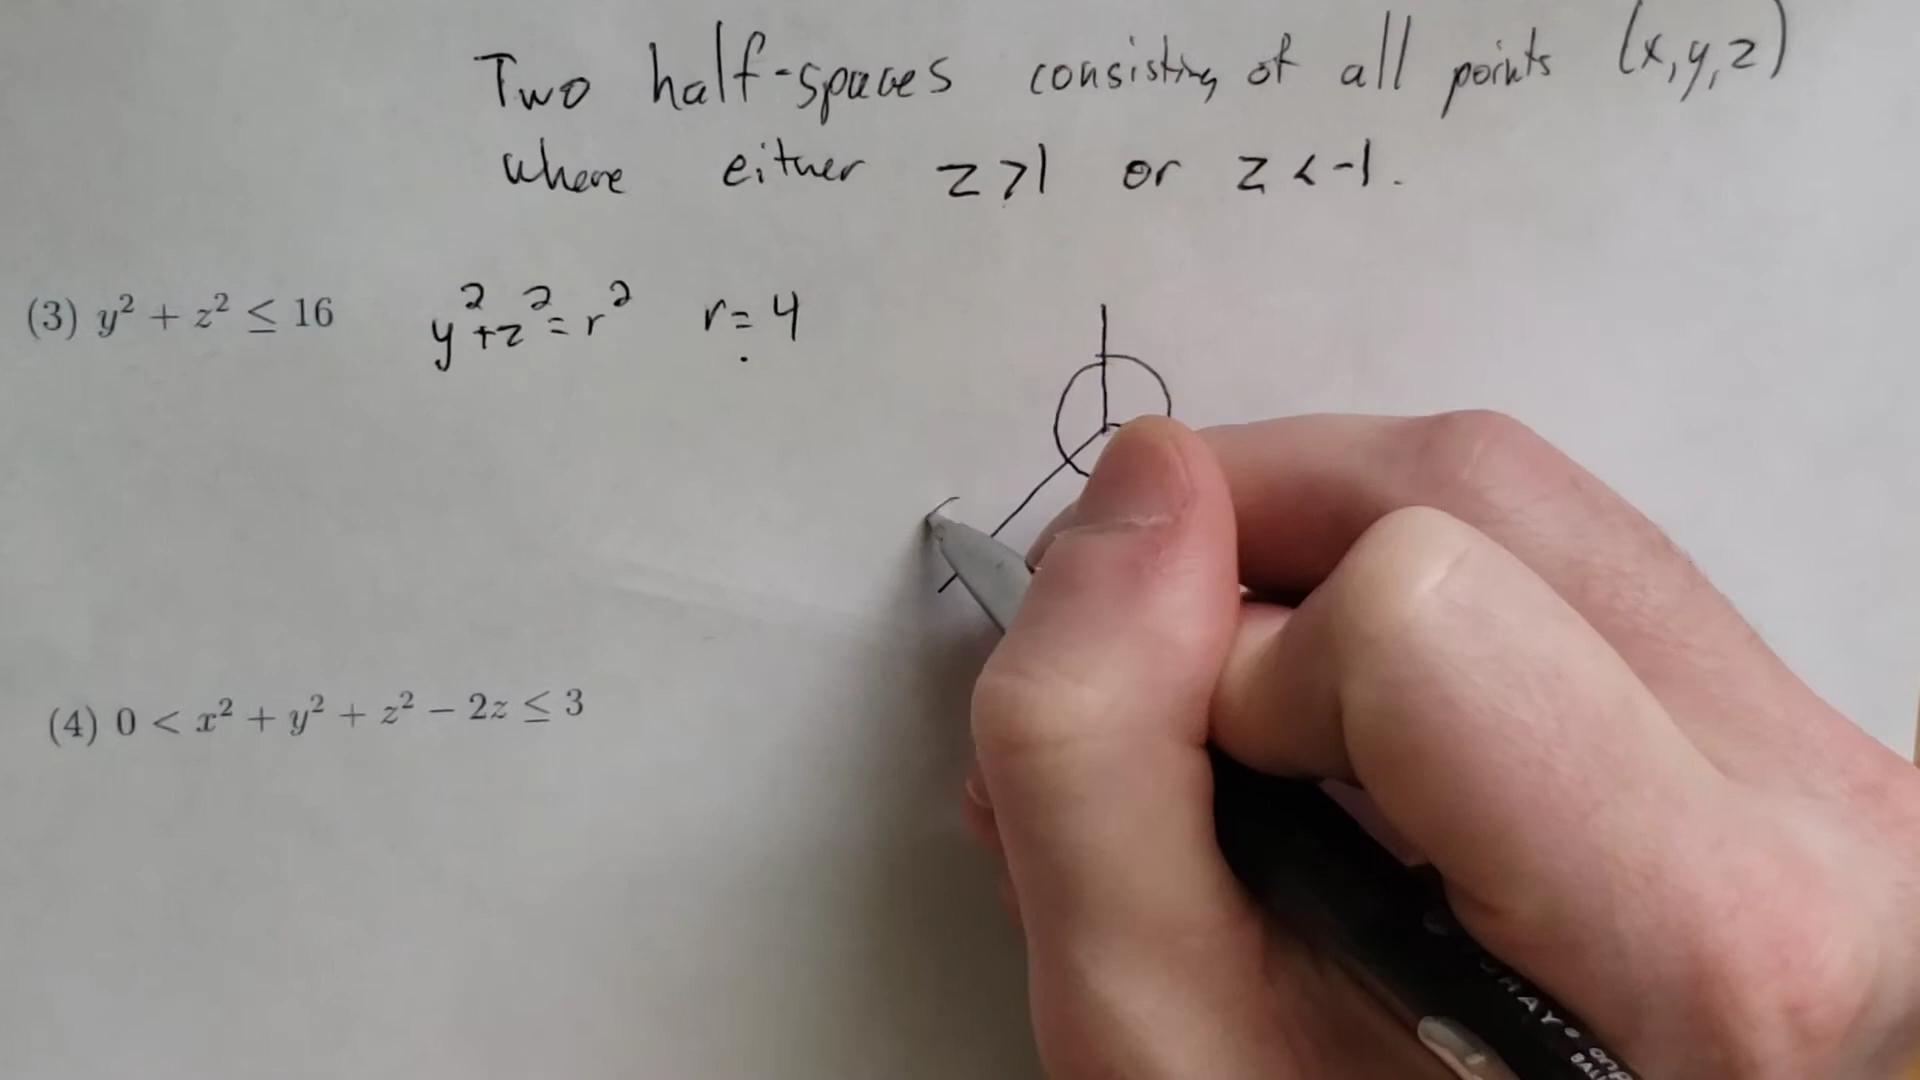 Two half-spaces consisting of all points (x,y,z)
where either z>1 or z<-1.
(3) y² + z² ≤ 16 y²+z²=r² r=4
(4) 0 < x² + y² + z² − 2z ≤ 3